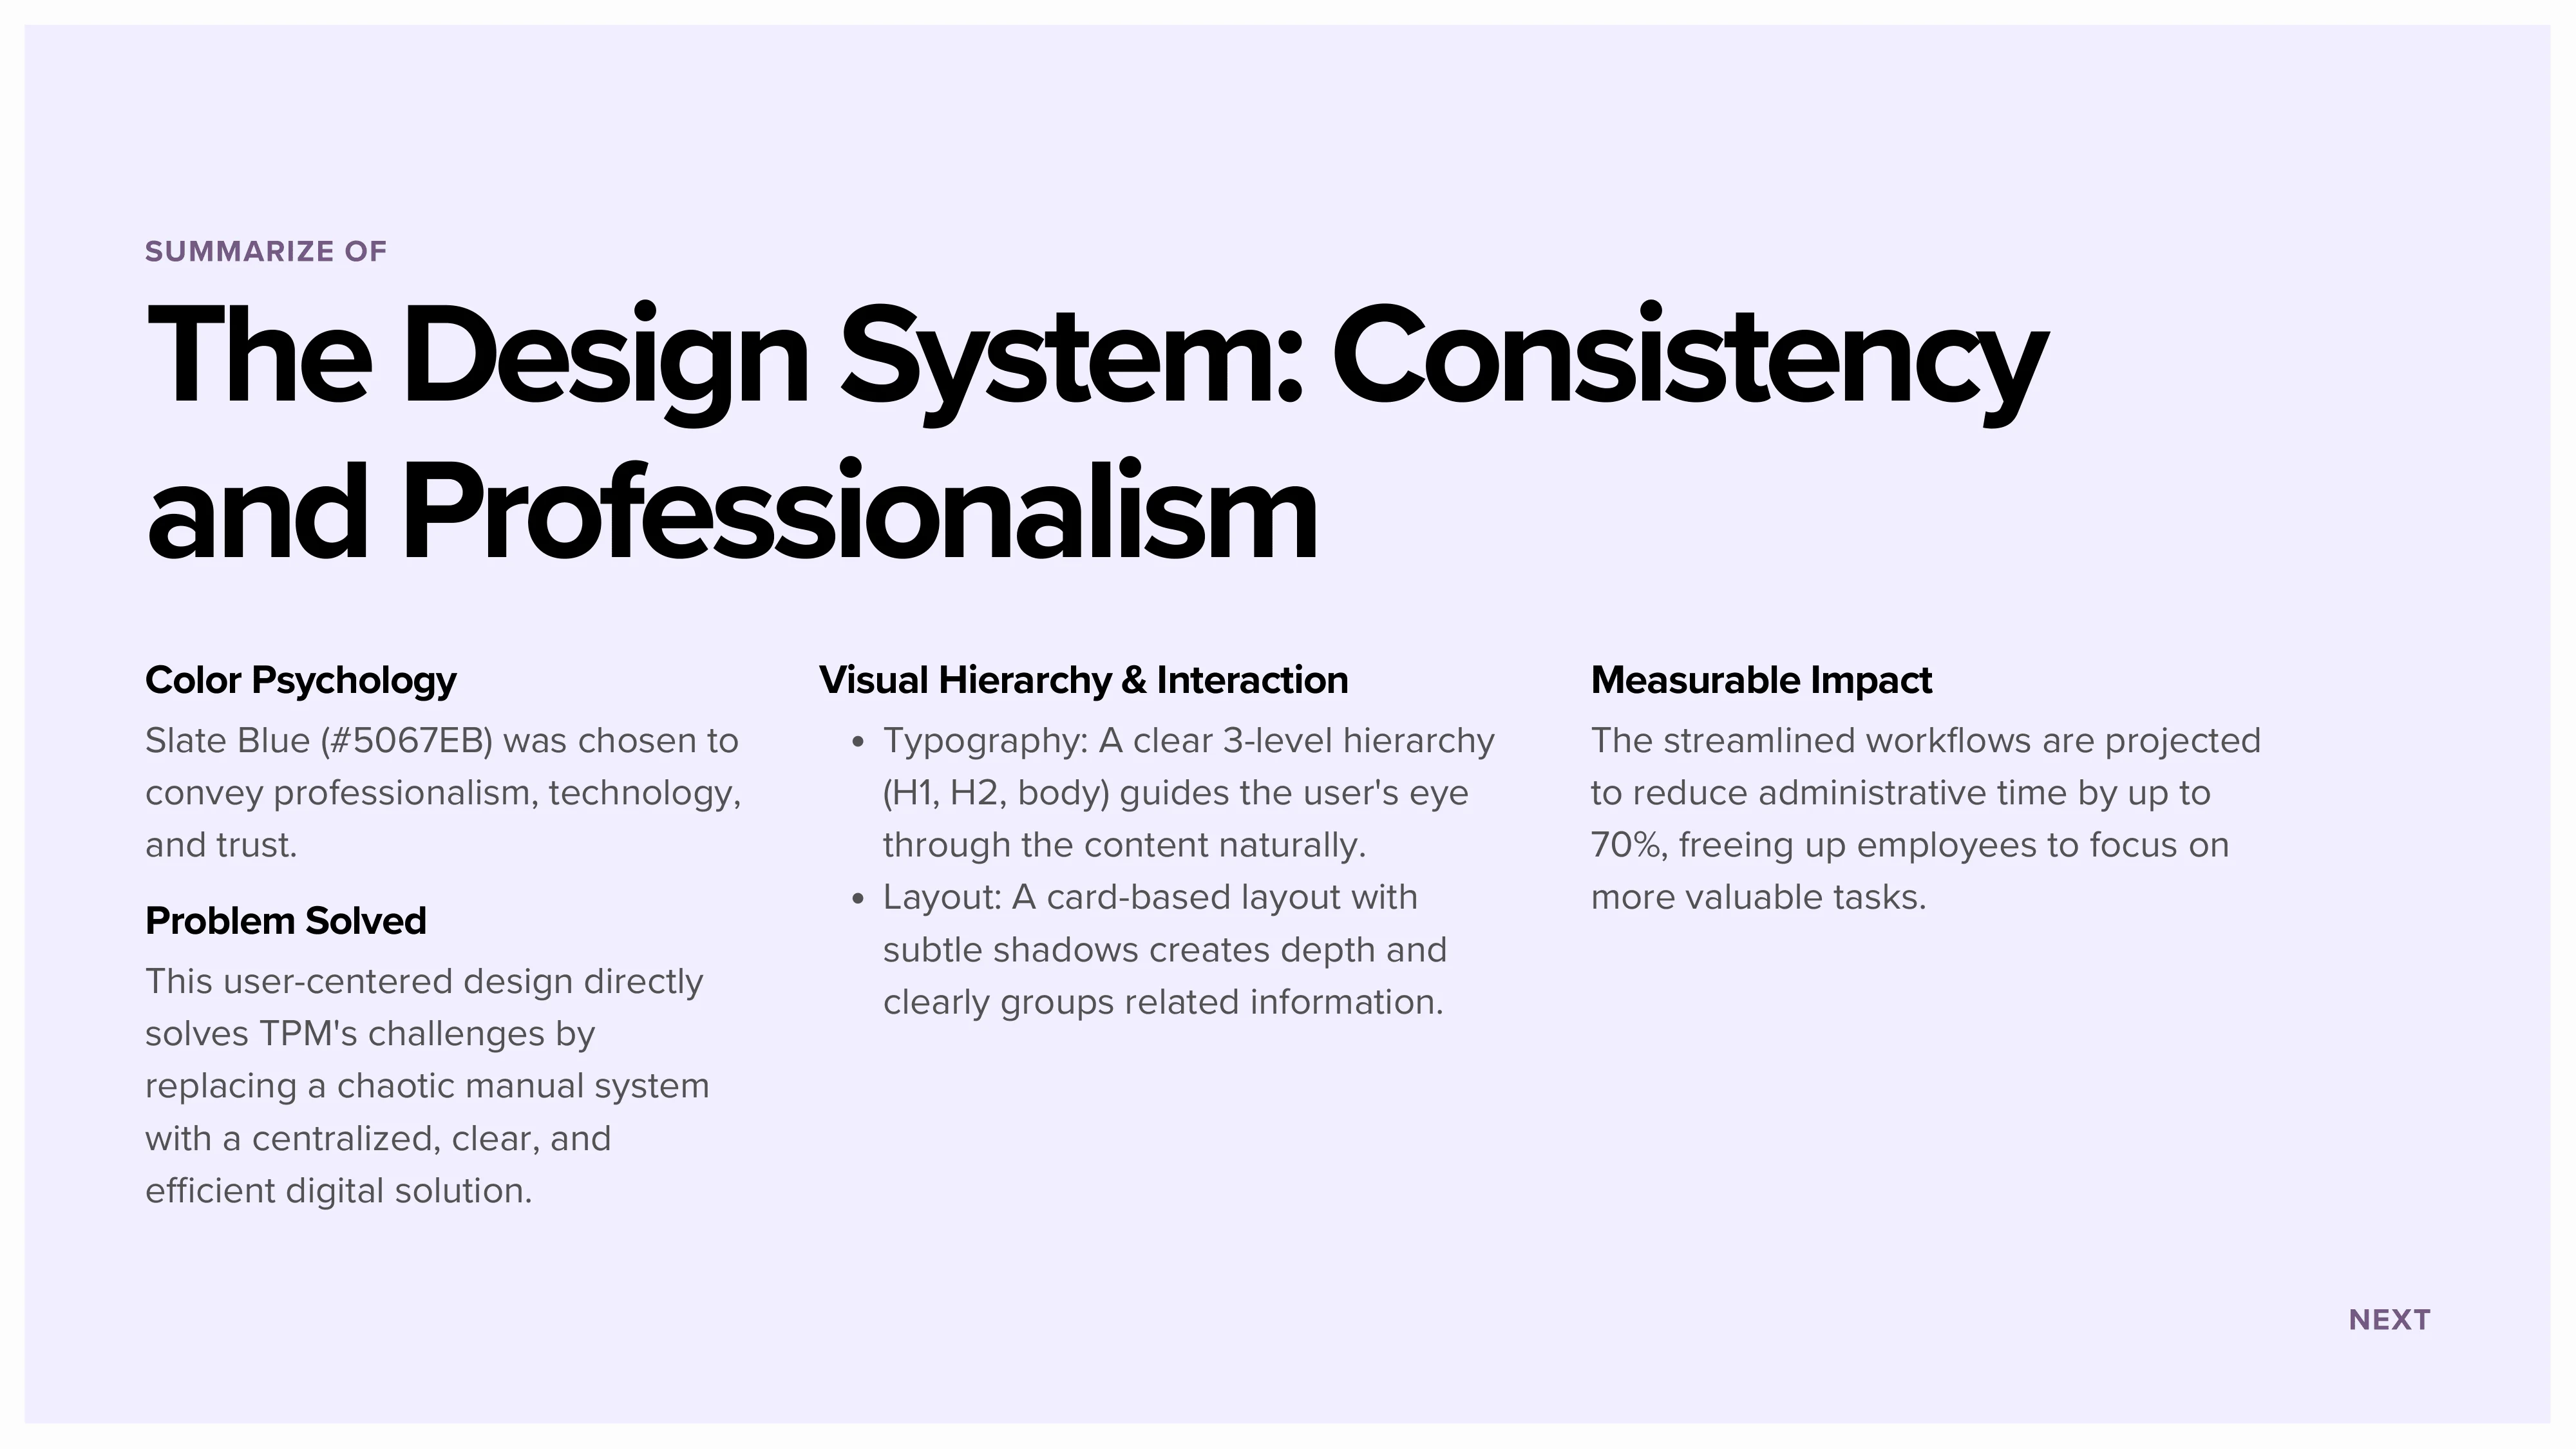 SUMMARIZE OF
The Design System: Consistency
and Professionalism
Color Psychology
Slate Blue (#5067EB) was chosen to
convey professionalism, technology,
and trust.
Problem Solved
This user-centered design directly
solves TPM's challenges by
replacing a chaotic manual system
with a centralized, clear, and
efficient digital solution.
Visual Hierarchy & Interaction
• Typography: A clear 3-level hierarchy
(H1, H2, body) guides the user's eye
through the content naturally.
• Layout: A card-based layout with
subtle shadows creates depth and
clearly groups related information.
Measurable Impact
The streamlined workflows are projected
to reduce administrative time by up to
70%, freeing up employees to focus on
more valuable tasks.
NEXT